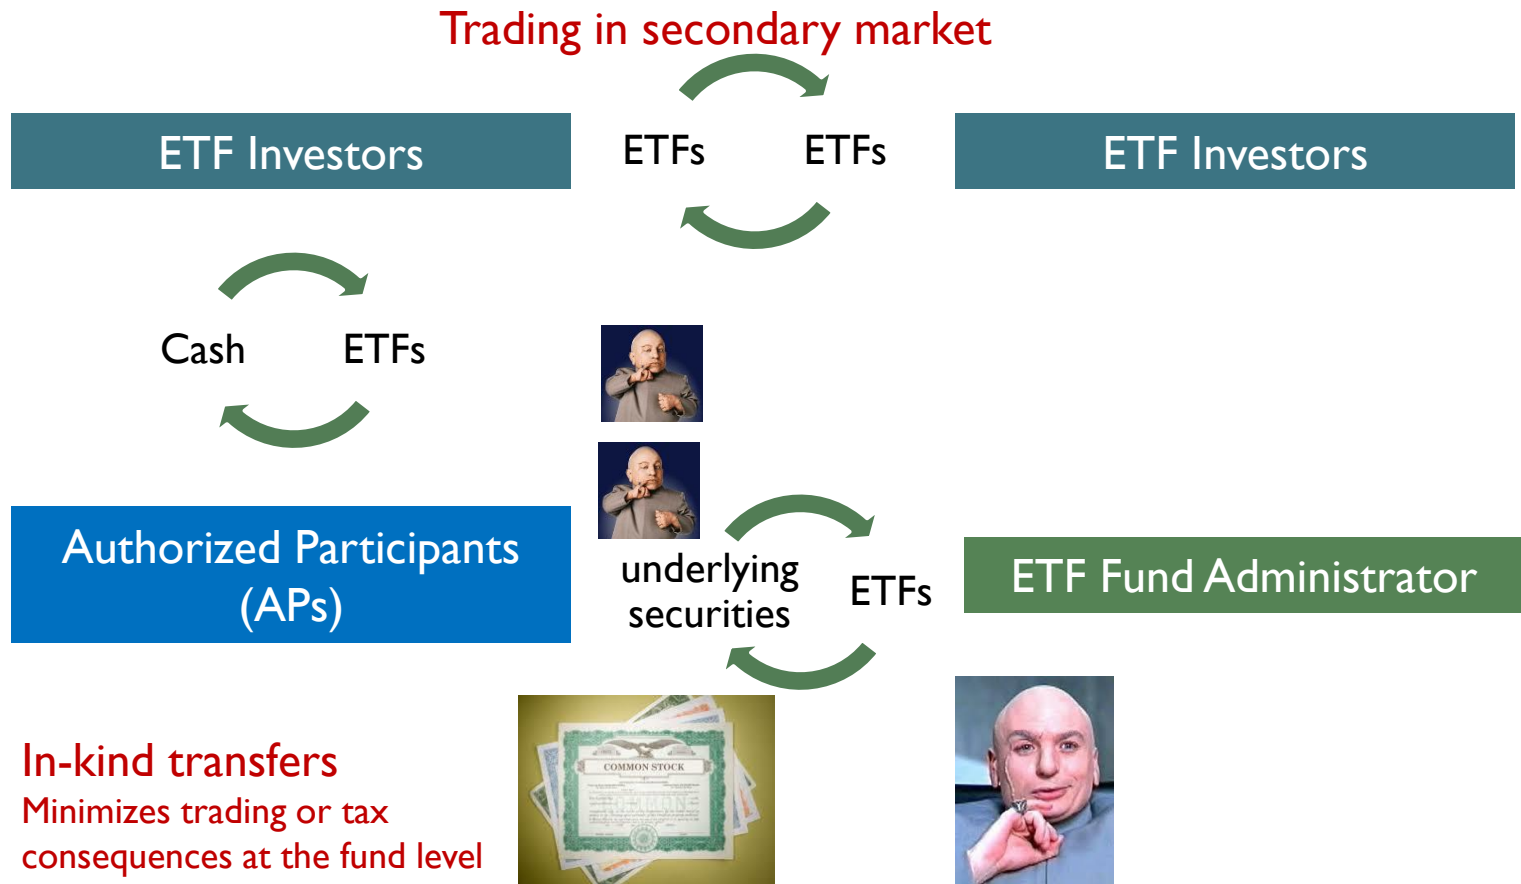 Trading in secondary market
ETF Investors
ETFs
ETFs
ETF Investors
Cash
ETFs
Authorized Participants
(APs)
underlying
securities
ETFs
ETF Fund Administrator
In-kind transfers
Minimizes trading or tax
consequences at the fund level
COMMON STOCK
COMMON